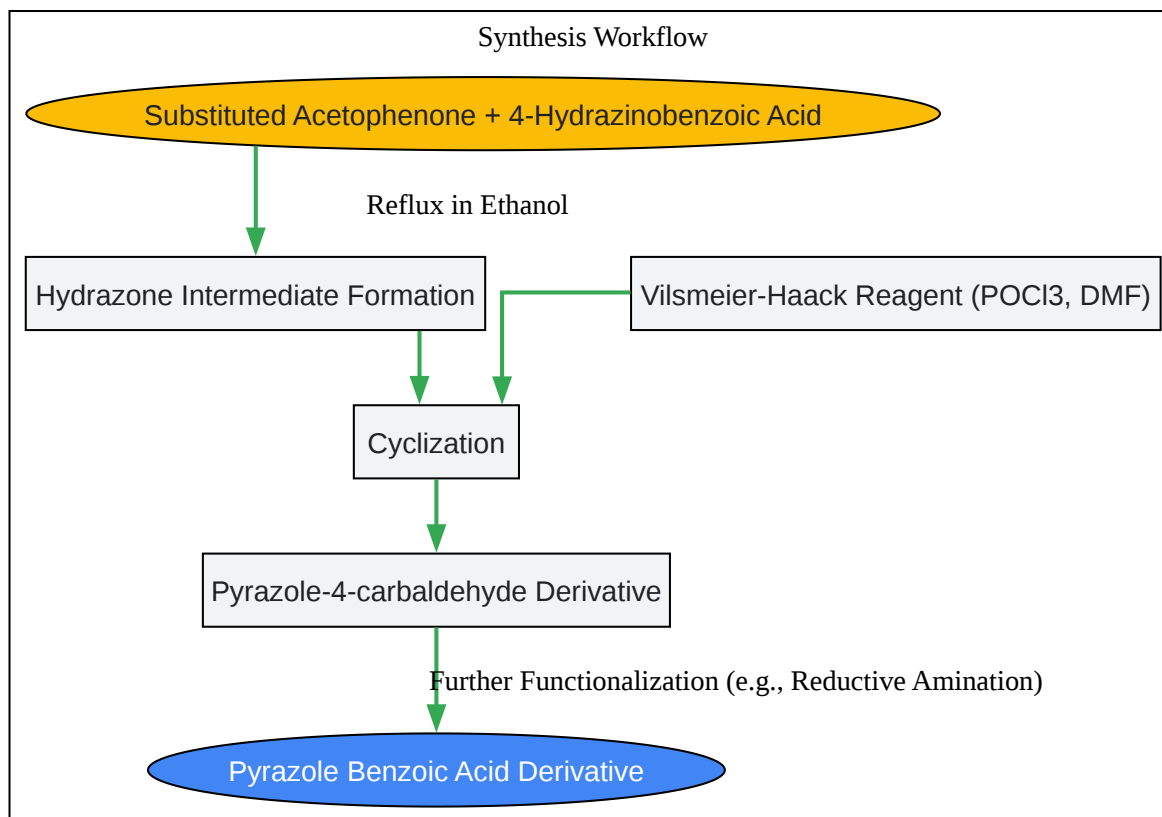 Synthesis Workflow
Substituted Acetophenone + 4-Hydrazinobenzoic Acid
Reflux in Ethanol
Hydrazone Intermediate Formation
Vilsmeier-Haack Reagent (POCl3, DMF)
Cyclization
Pyrazole-4-carbaldehyde Derivative
Further Functionalization (e.g., Reductive Amination)
Pyrazole Benzoic Acid Derivative